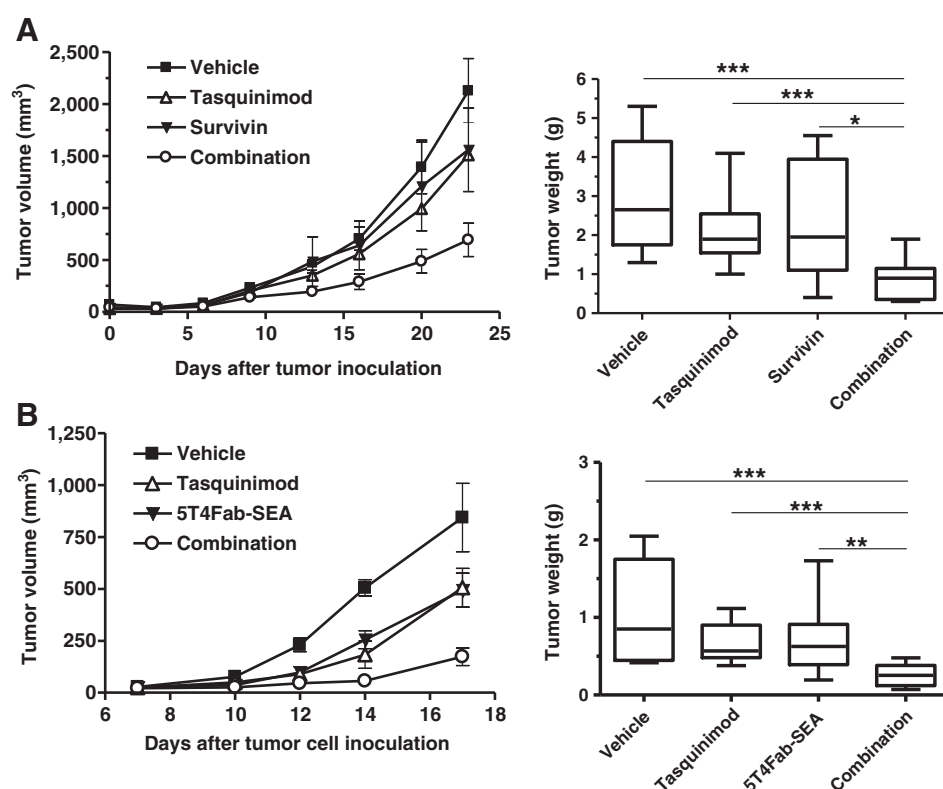 A
Tumor volume (mm³)
2,500
2,000
1,500
1,000
500
0
Vehicle
Tasquinimod
Survivin
Combination
0 5 10 15 20 25
Days after tumor inoculation
Tumor weight (g)
6
5
4
3
2
1
0
***
***
*
Vehicle
Tasquinimod
Survivin
Combination
B
Tumor volume (mm³)
1,250
1,000
750
500
250
0
Vehicle
Tasquinimod
5T4Fab-SEA
Combination
6 8 10 12 14 16 18
Days after tumor cell inoculation
Tumor weight (g)
3
2
1
0
***
***
**
Vehicle
Tasquinimod
5T4Fab-SEA
Combination